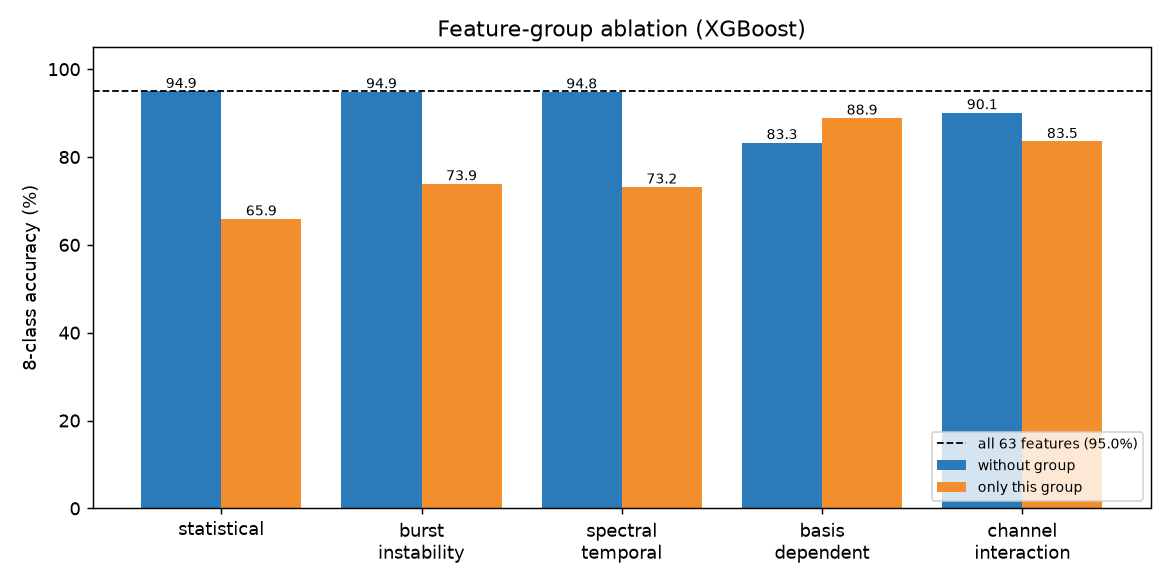 Feature-group ablation (XGBoost)
8-class accuracy (%)
100
80
60
40
20
0
94.9
65.9
94.9
73.9
94.8
73.2
83.3
88.9
90.1
83.5
all 63 features (95.0%)
without group
only this group
statistical
burst
instability
spectral
temporal
basis
dependent
channel
interaction